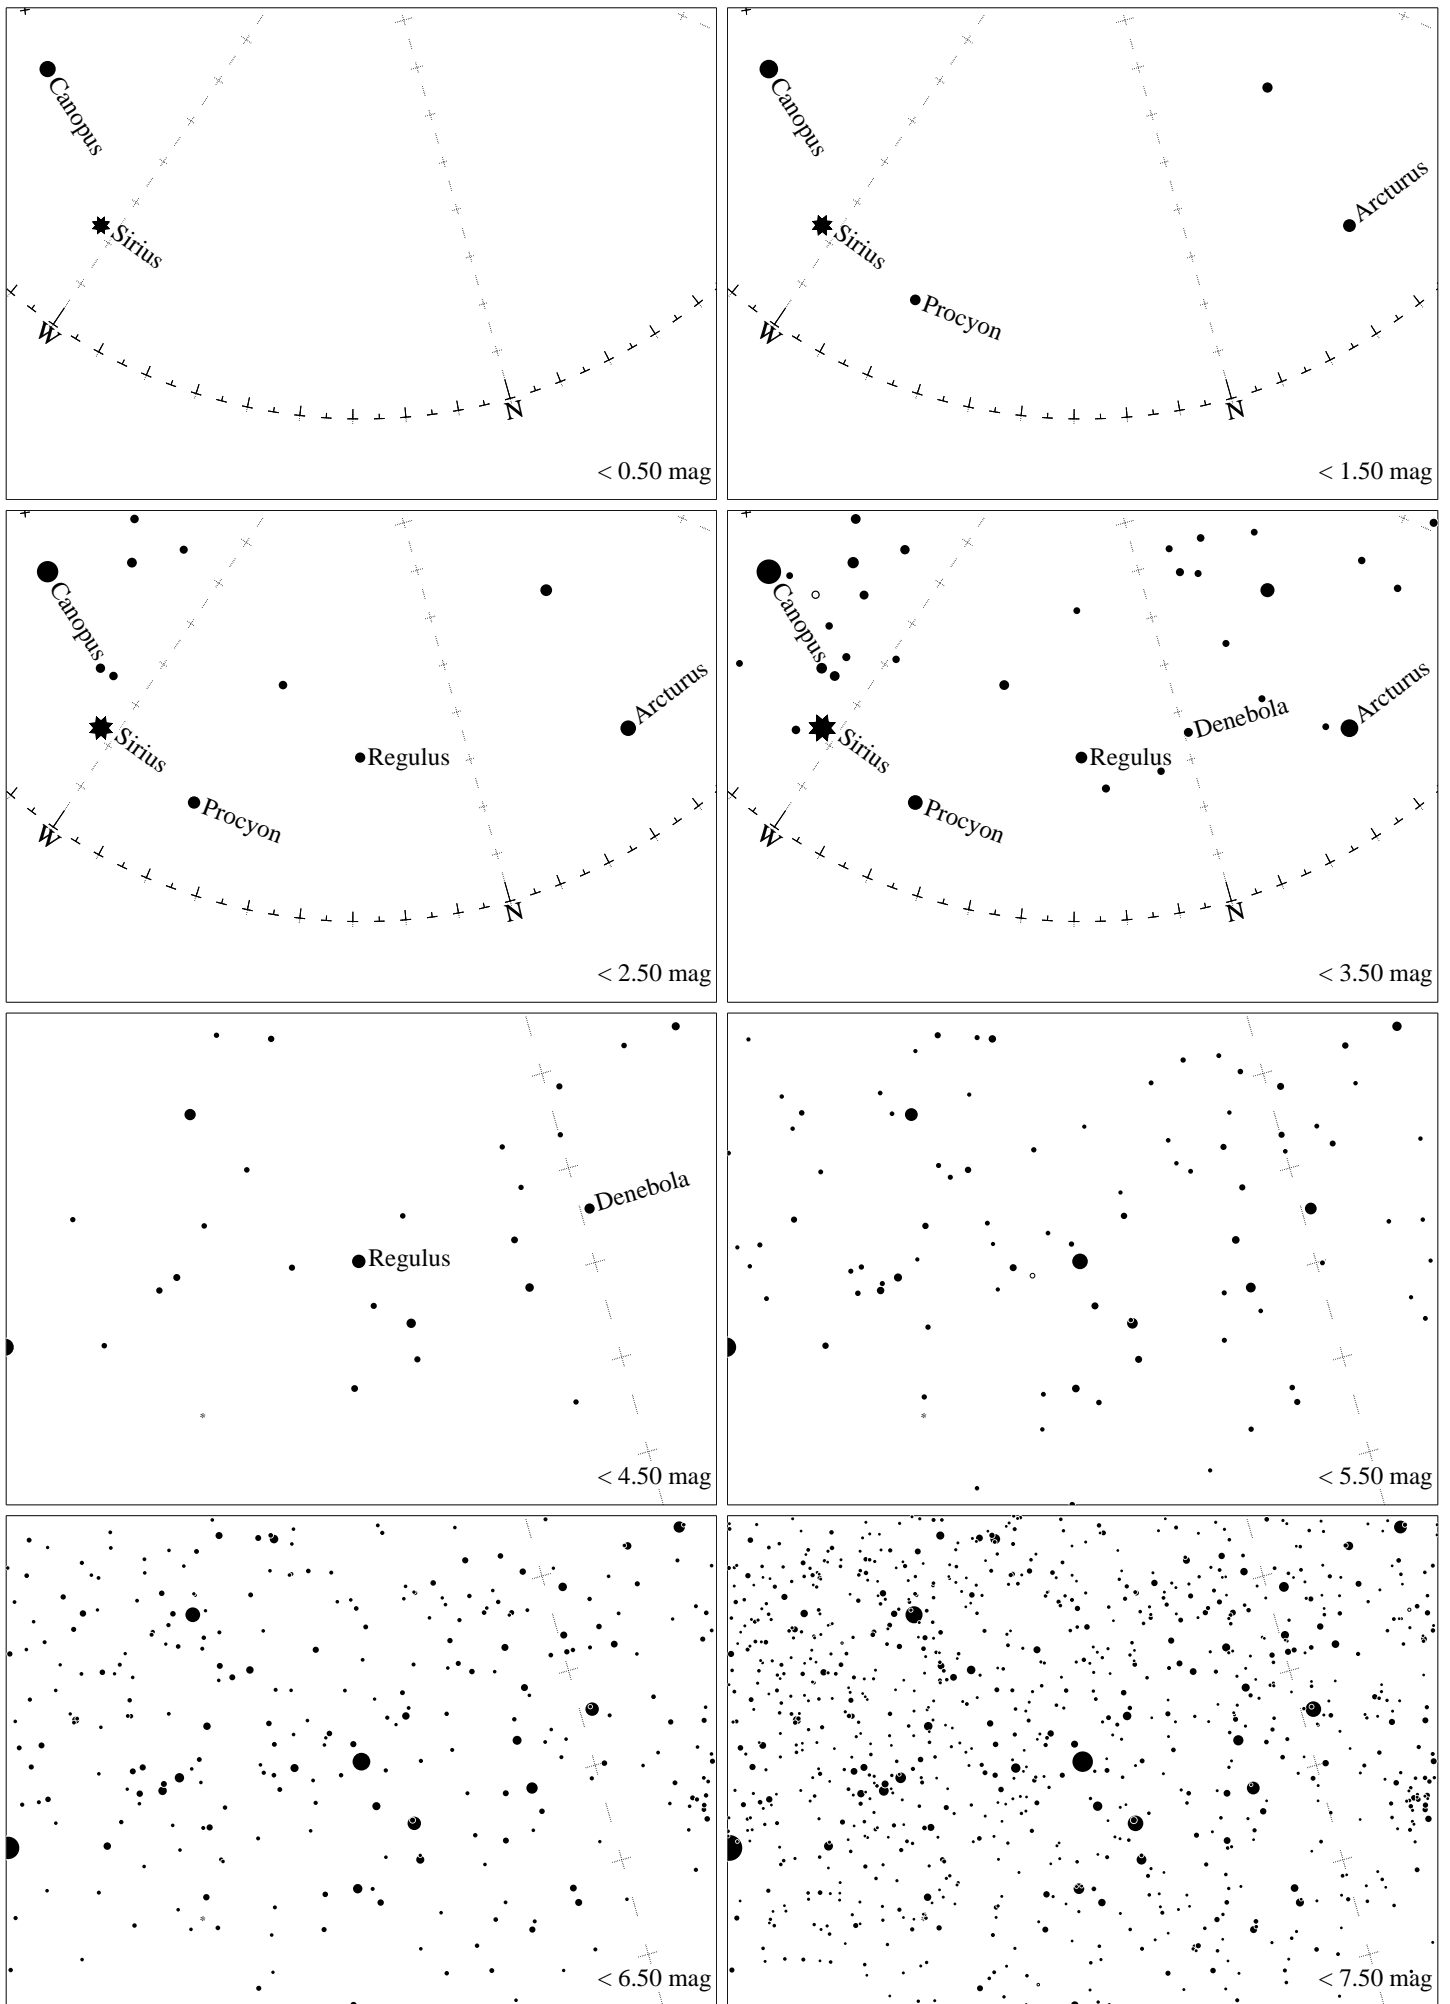 Canopus
Sirius
W
N
< 0.50 mag
Canopus
Arcturus
Sirius
Procyon
W
N
< 1.50 mag
Canopus
Arcturus
Sirius
Regulus
Procyon
W
N
< 2.50 mag
Canopus
Arcturus
Denebola
Sirius
Regulus
Procyon
W
N
< 3.50 mag
Denebola
Regulus
< 4.50 mag
< 5.50 mag
< 6.50 mag
< 7.50 mag